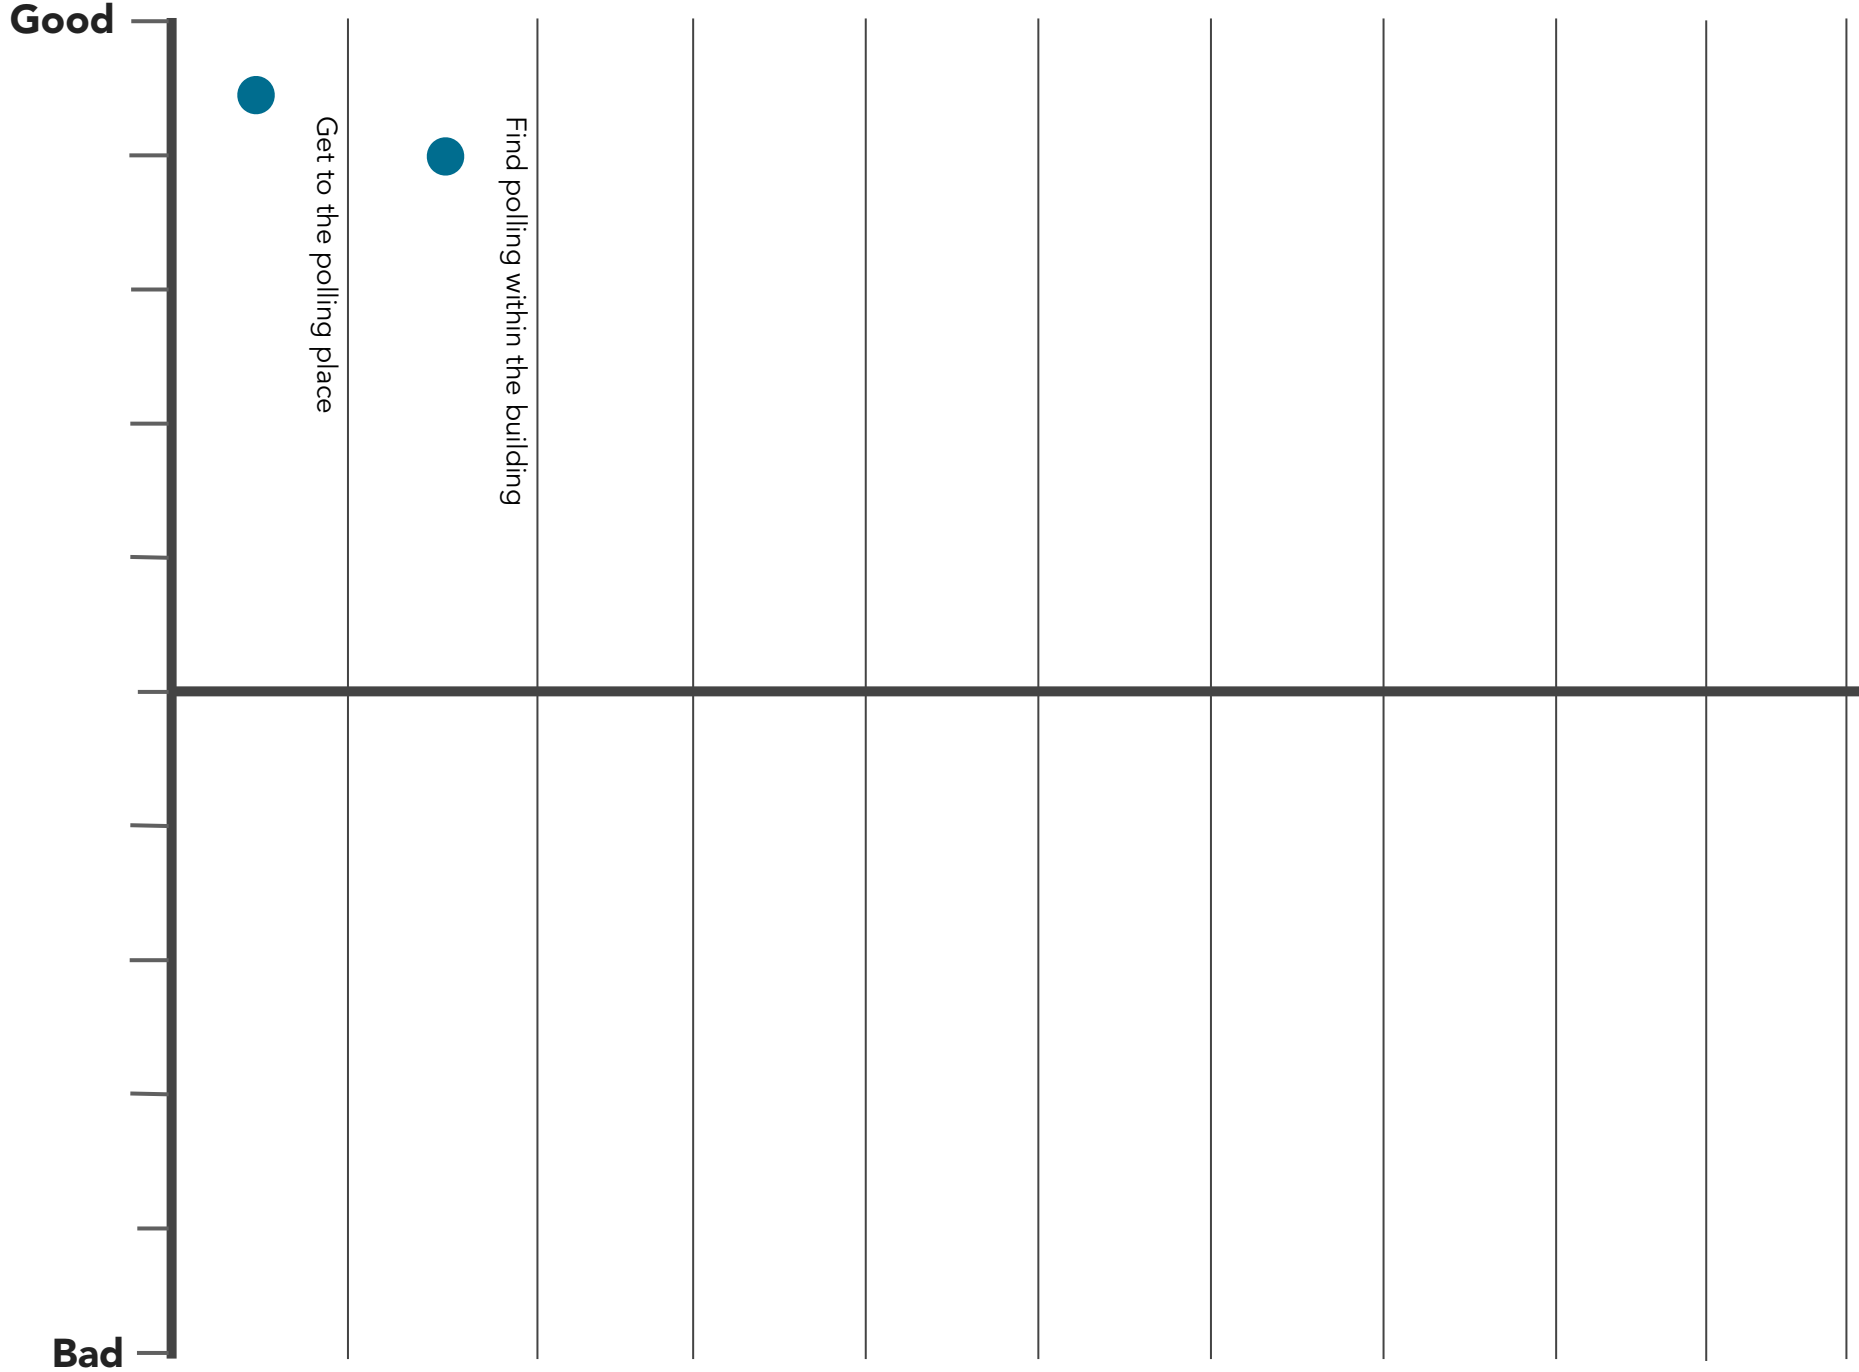 Good
Get to the polling place
Find polling within the building
Bad